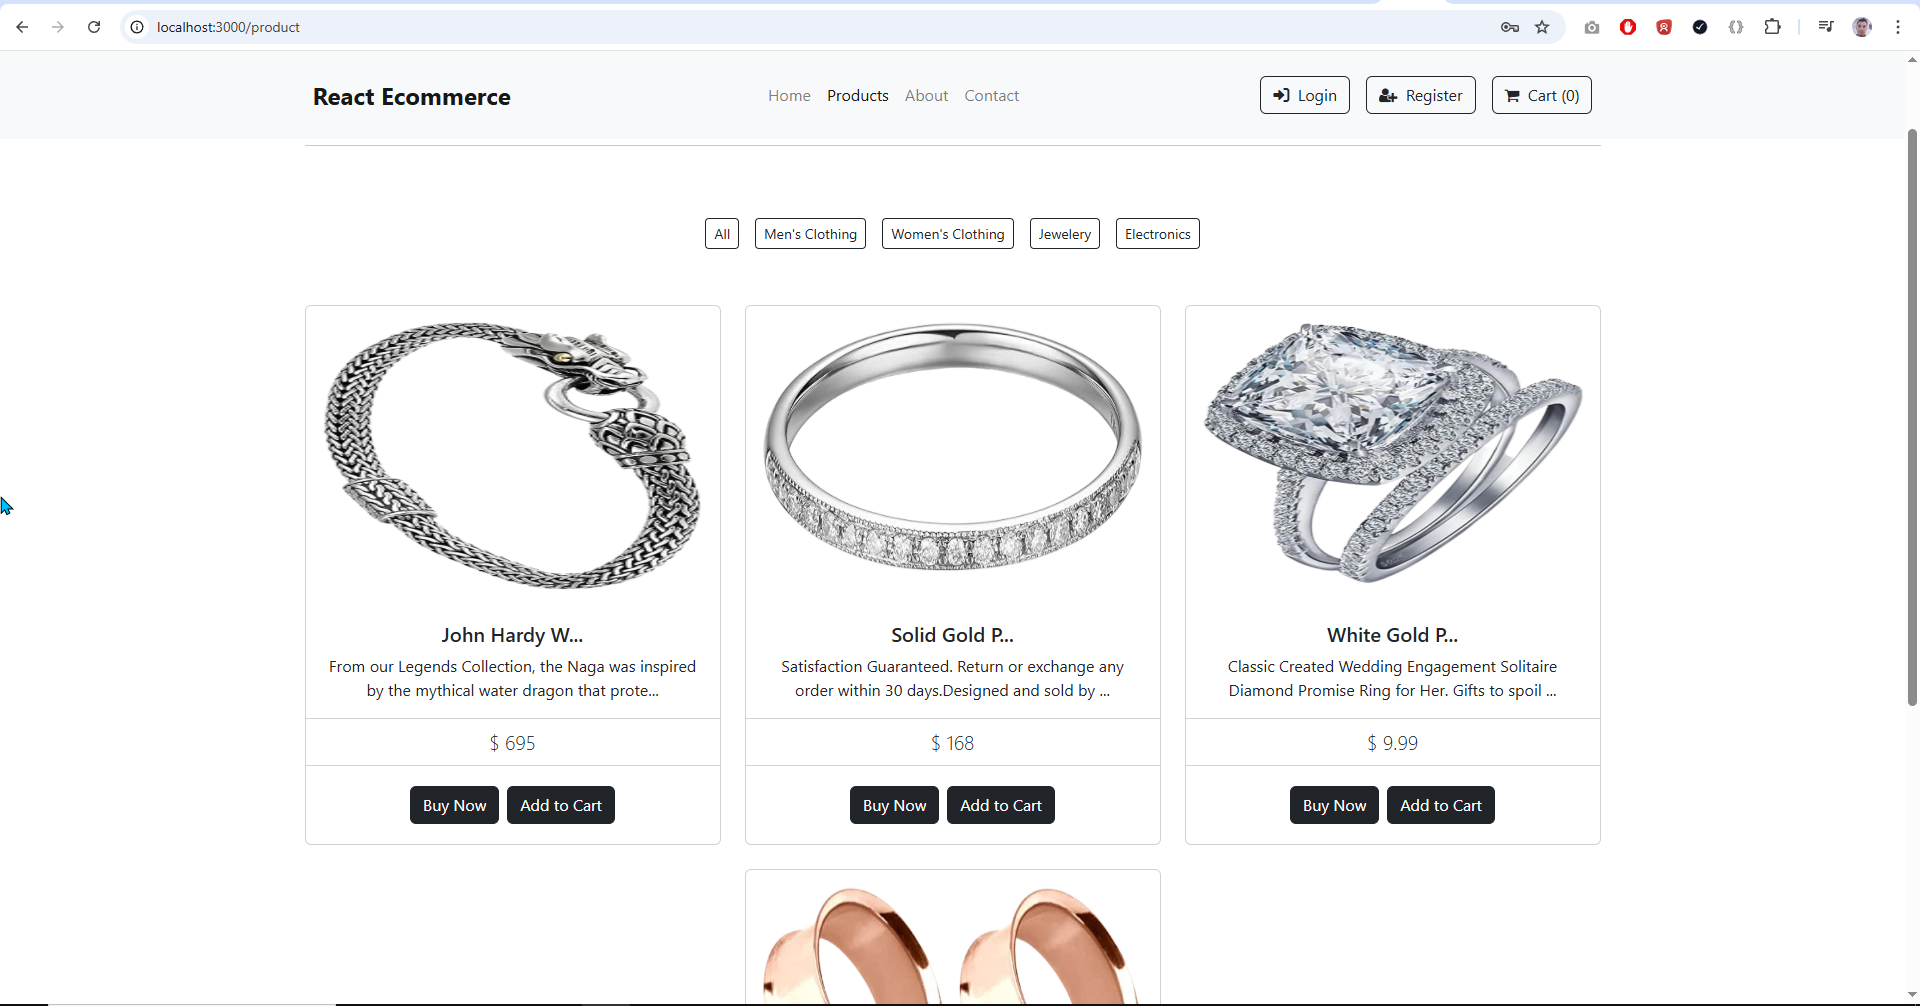 localhost:3000/product
React Ecommerce
Home Products About Contact
Login Register Cart (0)
All Men's Clothing Women's Clothing Jewelery Electronics
John Hardy W...
From our Legends Collection, the Naga was inspired
by the mythical water dragon that prote...
$ 695
Buy Now Add to Cart
Solid Gold P...
Satisfaction Guaranteed. Return or exchange any
order within 30 days.Designed and sold by ...
$ 168
Buy Now Add to Cart
White Gold P...
Classic Created Wedding Engagement Solitaire
Diamond Promise Ring for Her. Gifts to spoil ...
$ 9.99
Buy Now Add to Cart